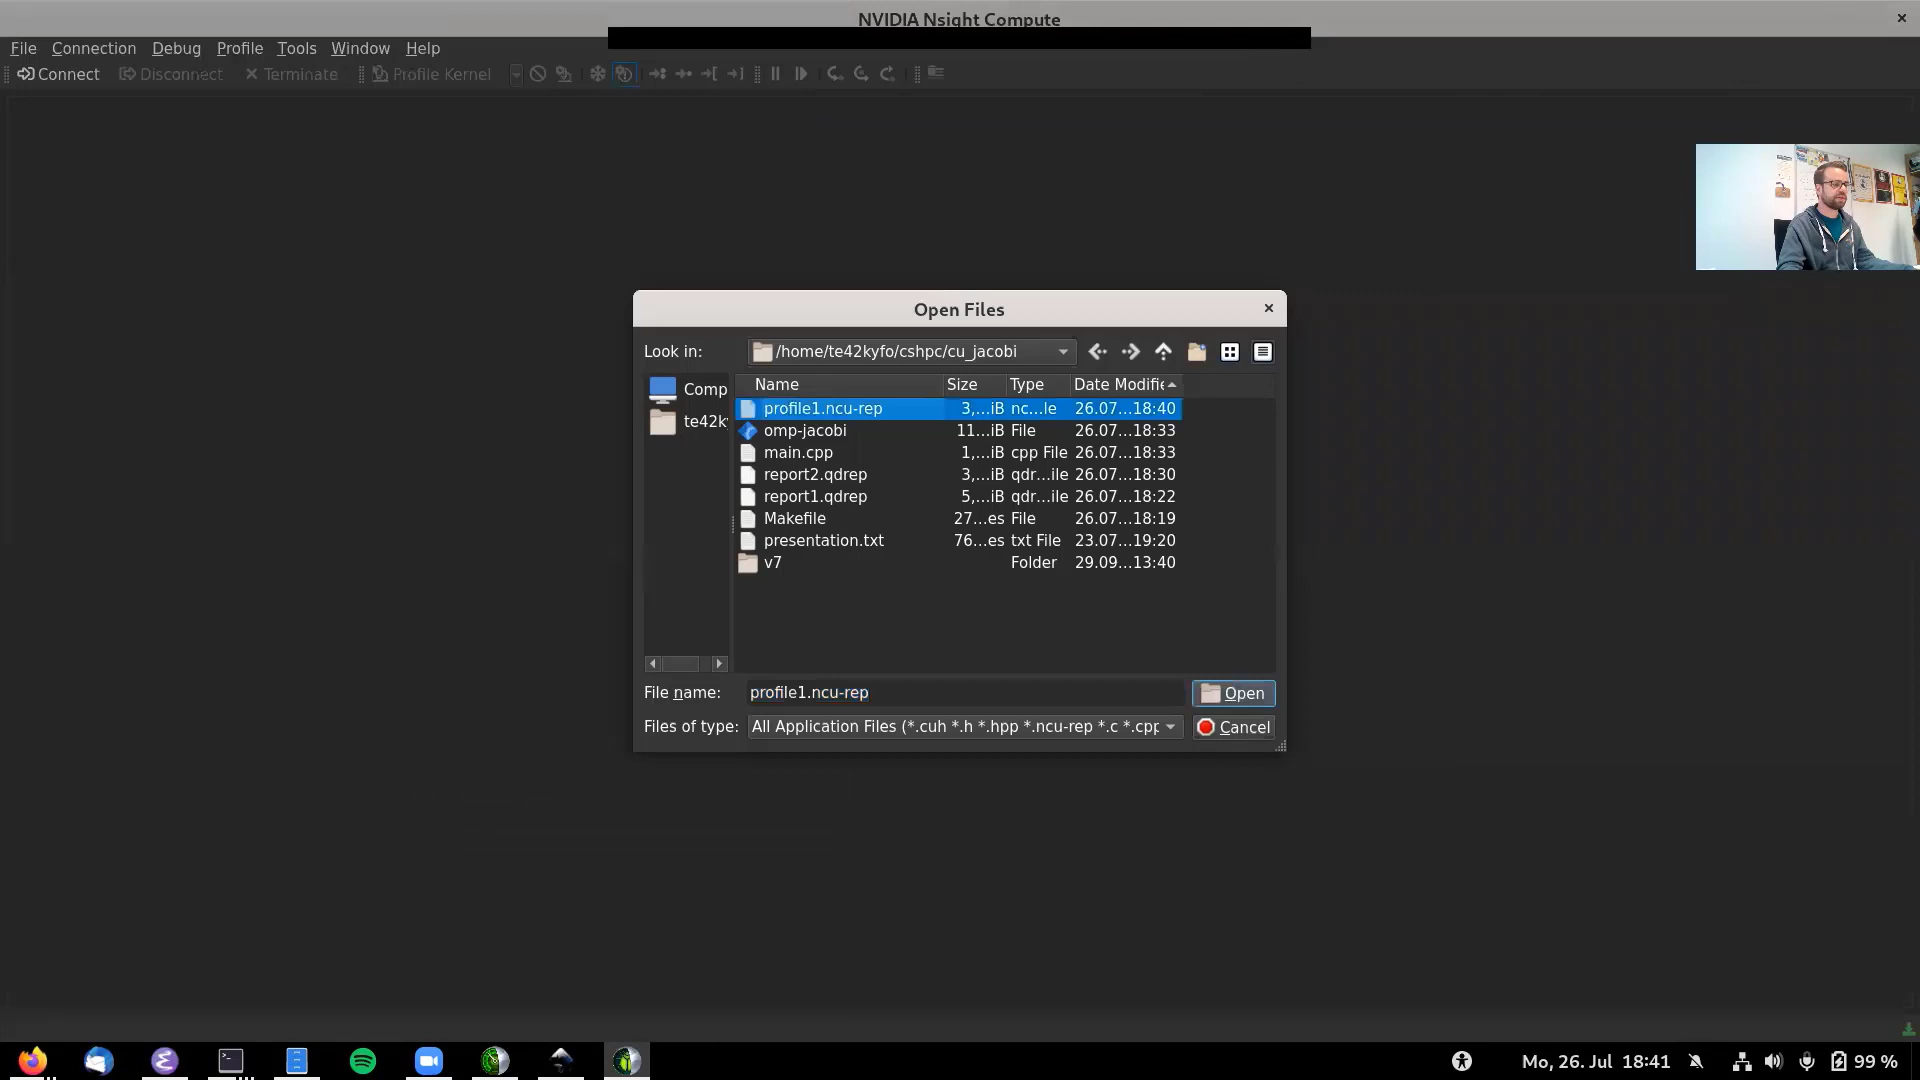 NVIDIA Nsight Compute
File Connection Debug Profile Tools Window Help
Connect Disconnect Terminate Profile Kernel
Open Files
Look in: /home/te42kyfo/cshpc/cu_jacobi
Comp
te42k
Name Size Type Date Modifie
profile1.ncu-rep 3,...iB nc...le 26.07...18:40
omp-jacobi 11...iB File 26.07...18:33
main.cpp 1,...iB cpp File 26.07...18:33
report2.qdrep 3,...iB qdr...ile 26.07...18:30
report1.qdrep 5,...iB qdr...ile 26.07...18:22
Makefile 27...es File 26.07...18:19
presentation.txt 76...es txt File 23.07...19:20
v7 Folder 29.09...13:40
File name: profile1.ncu-rep Open
Files of type: All Application Files (*.cuh *.h *.hpp *.ncu-rep *.c *.cpp Cancel
Mo, 26. Jul 18:41 99 %